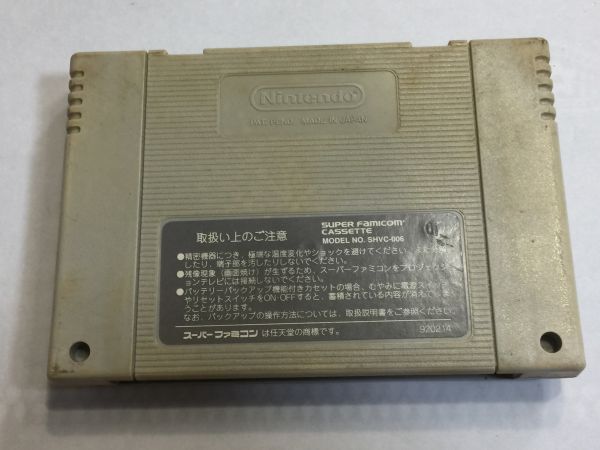 Nintendo
PAT. PEND. MADE IN JAPAN
取扱い上のご注意
SUPER FAMICOM
CASSETTE
MODEL NO. SHVC-006
●精密機器につき、極端な温度変化やショックを避けてください。また分解
したり、端子部を汚したりしないでください。
●残像現象（画面焼け）が生ずるため、スーパーファミコンをプロジェクシ
ョンテレビには接続しないでください。
●バッテリーバックアップ機能付きカセットの場合、むやみに電源スイッチ
やリセットスイッチをON・OFFすると、蓄積されている内容が消えてしま
うことがあります。
なお、バックアップの操作方法については、取扱説明書をご参照ください。
スーパーファミコン は任天堂の商標です。
920214